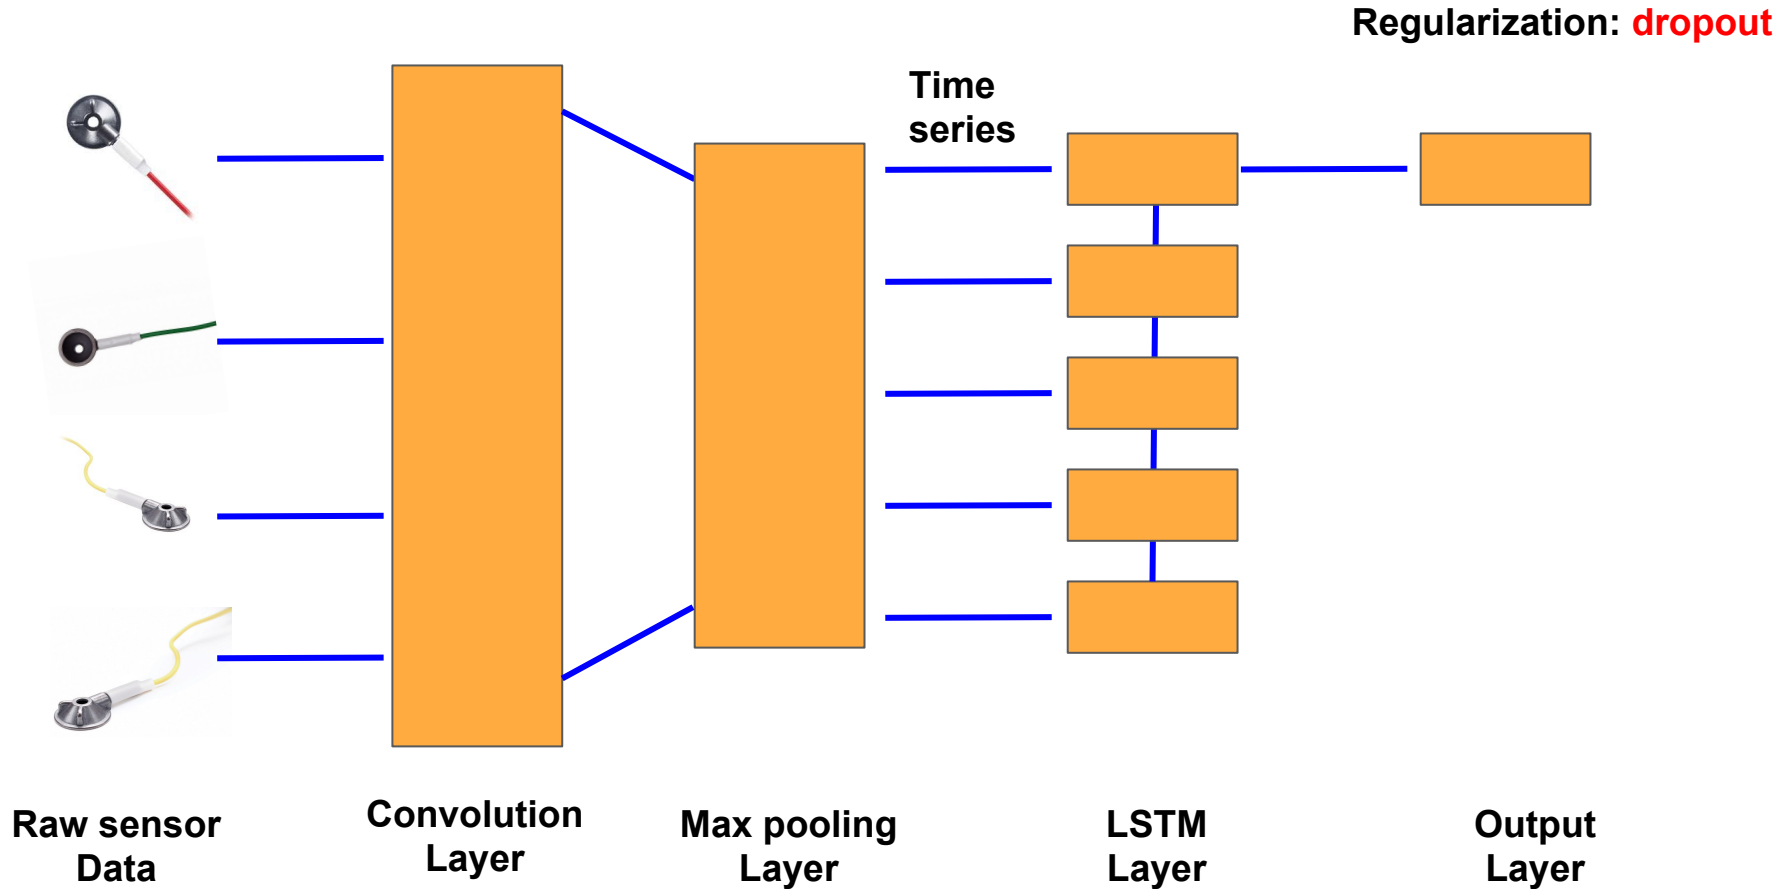 Regularization: dropout
Time
series
Raw sensor
Data
Convolution
Layer
Max pooling
Layer
LSTM
Layer
Output
Layer